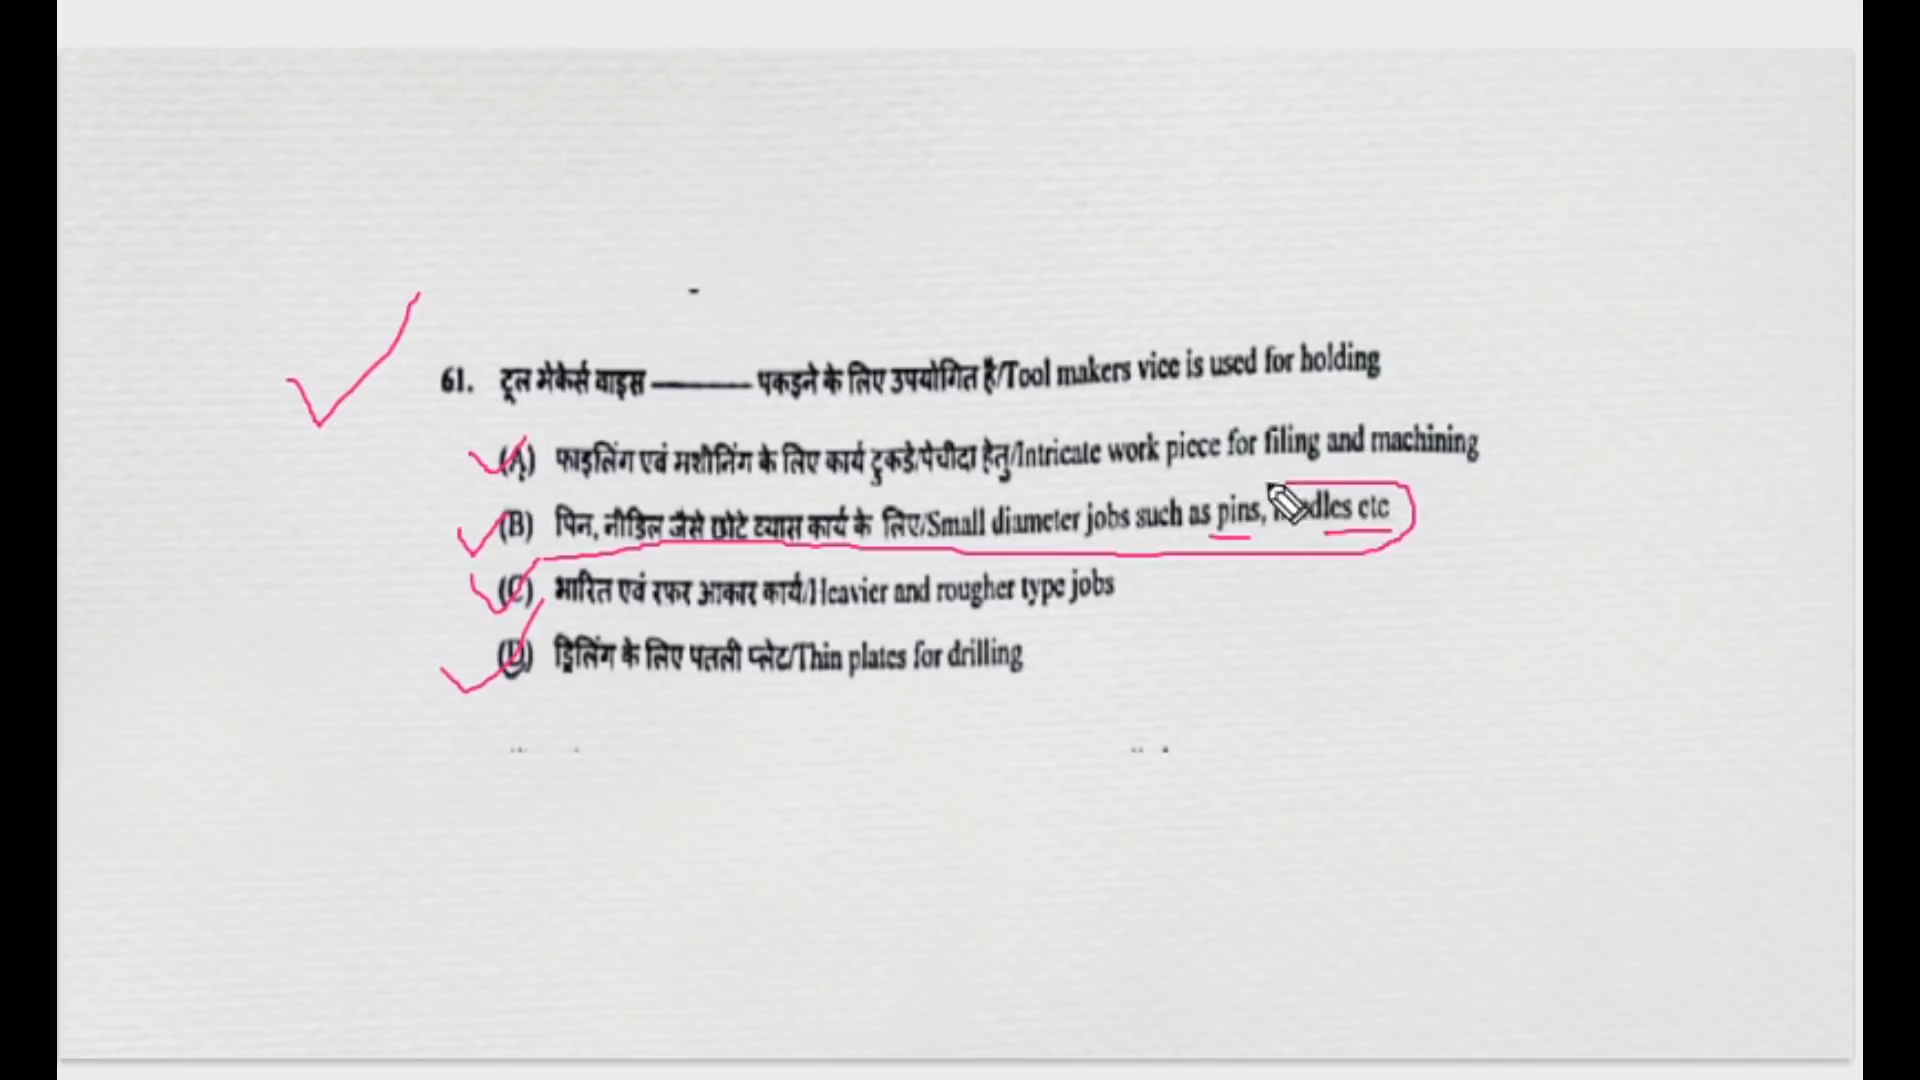 61. टूल मेकेर्स वाइस ——— पकड़ने के लिए उपयोगित है/Tool makers vice is used for holding
(A) फाइलिंग एवं मशीनिंग के लिए कार्य टुकडे/पेचीदा हेतु/Intricate work piece for filing and machining
(B) पिन, नीडिल जैसे छोटे व्यास कार्य के लिए/Small diameter jobs such as pins, etc
(C) भारित एवं रफर आकार कार्य/Heavier and rougher type jobs
(D) ड्रिलिंग के लिए पतली प्लेट/Thin plates for drilling